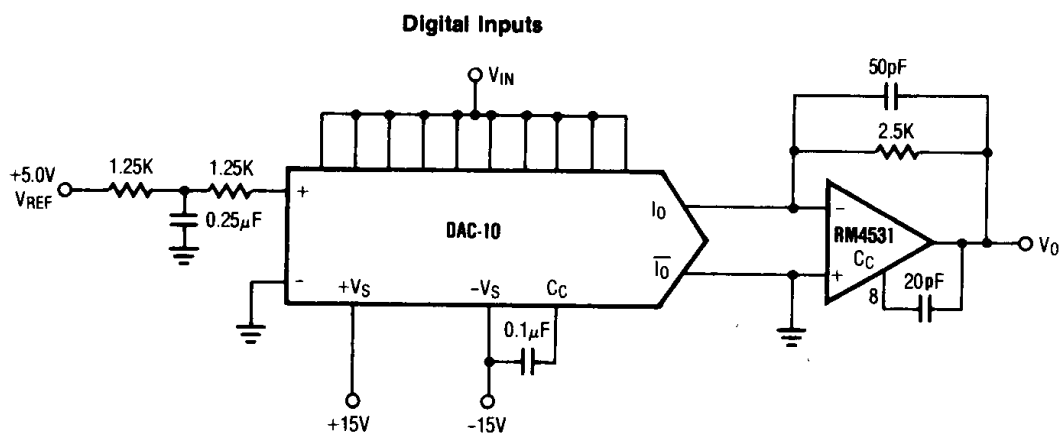 Digital Inputs
V_IN
50pF
2.5K
+5.0V
V_REF
1.25K
1.25K
0.25μF
+
-
DAC-10
I_O
I̅_O̅
+V_S
-V_S
C_C
0.1μF
+15V
-15V
-
RM4531
C_C
+
8
20pF
V_O